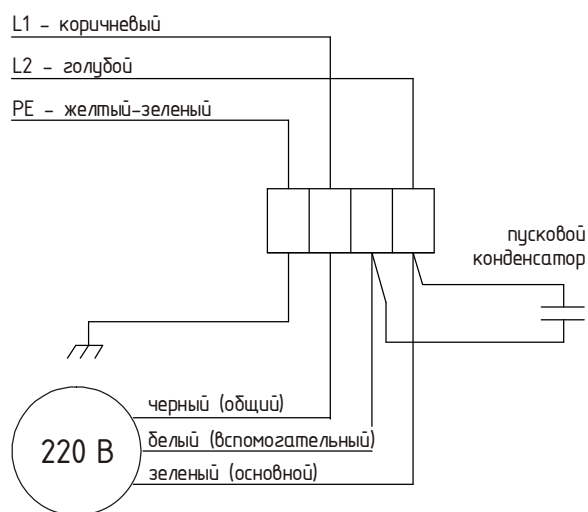 L1 - коричневый
L2 - голубой
PE - желтый-зеленый
пусковой
конденсатор
черный (общий)
220 В
белый (вспомогательный)
зеленый (основной)